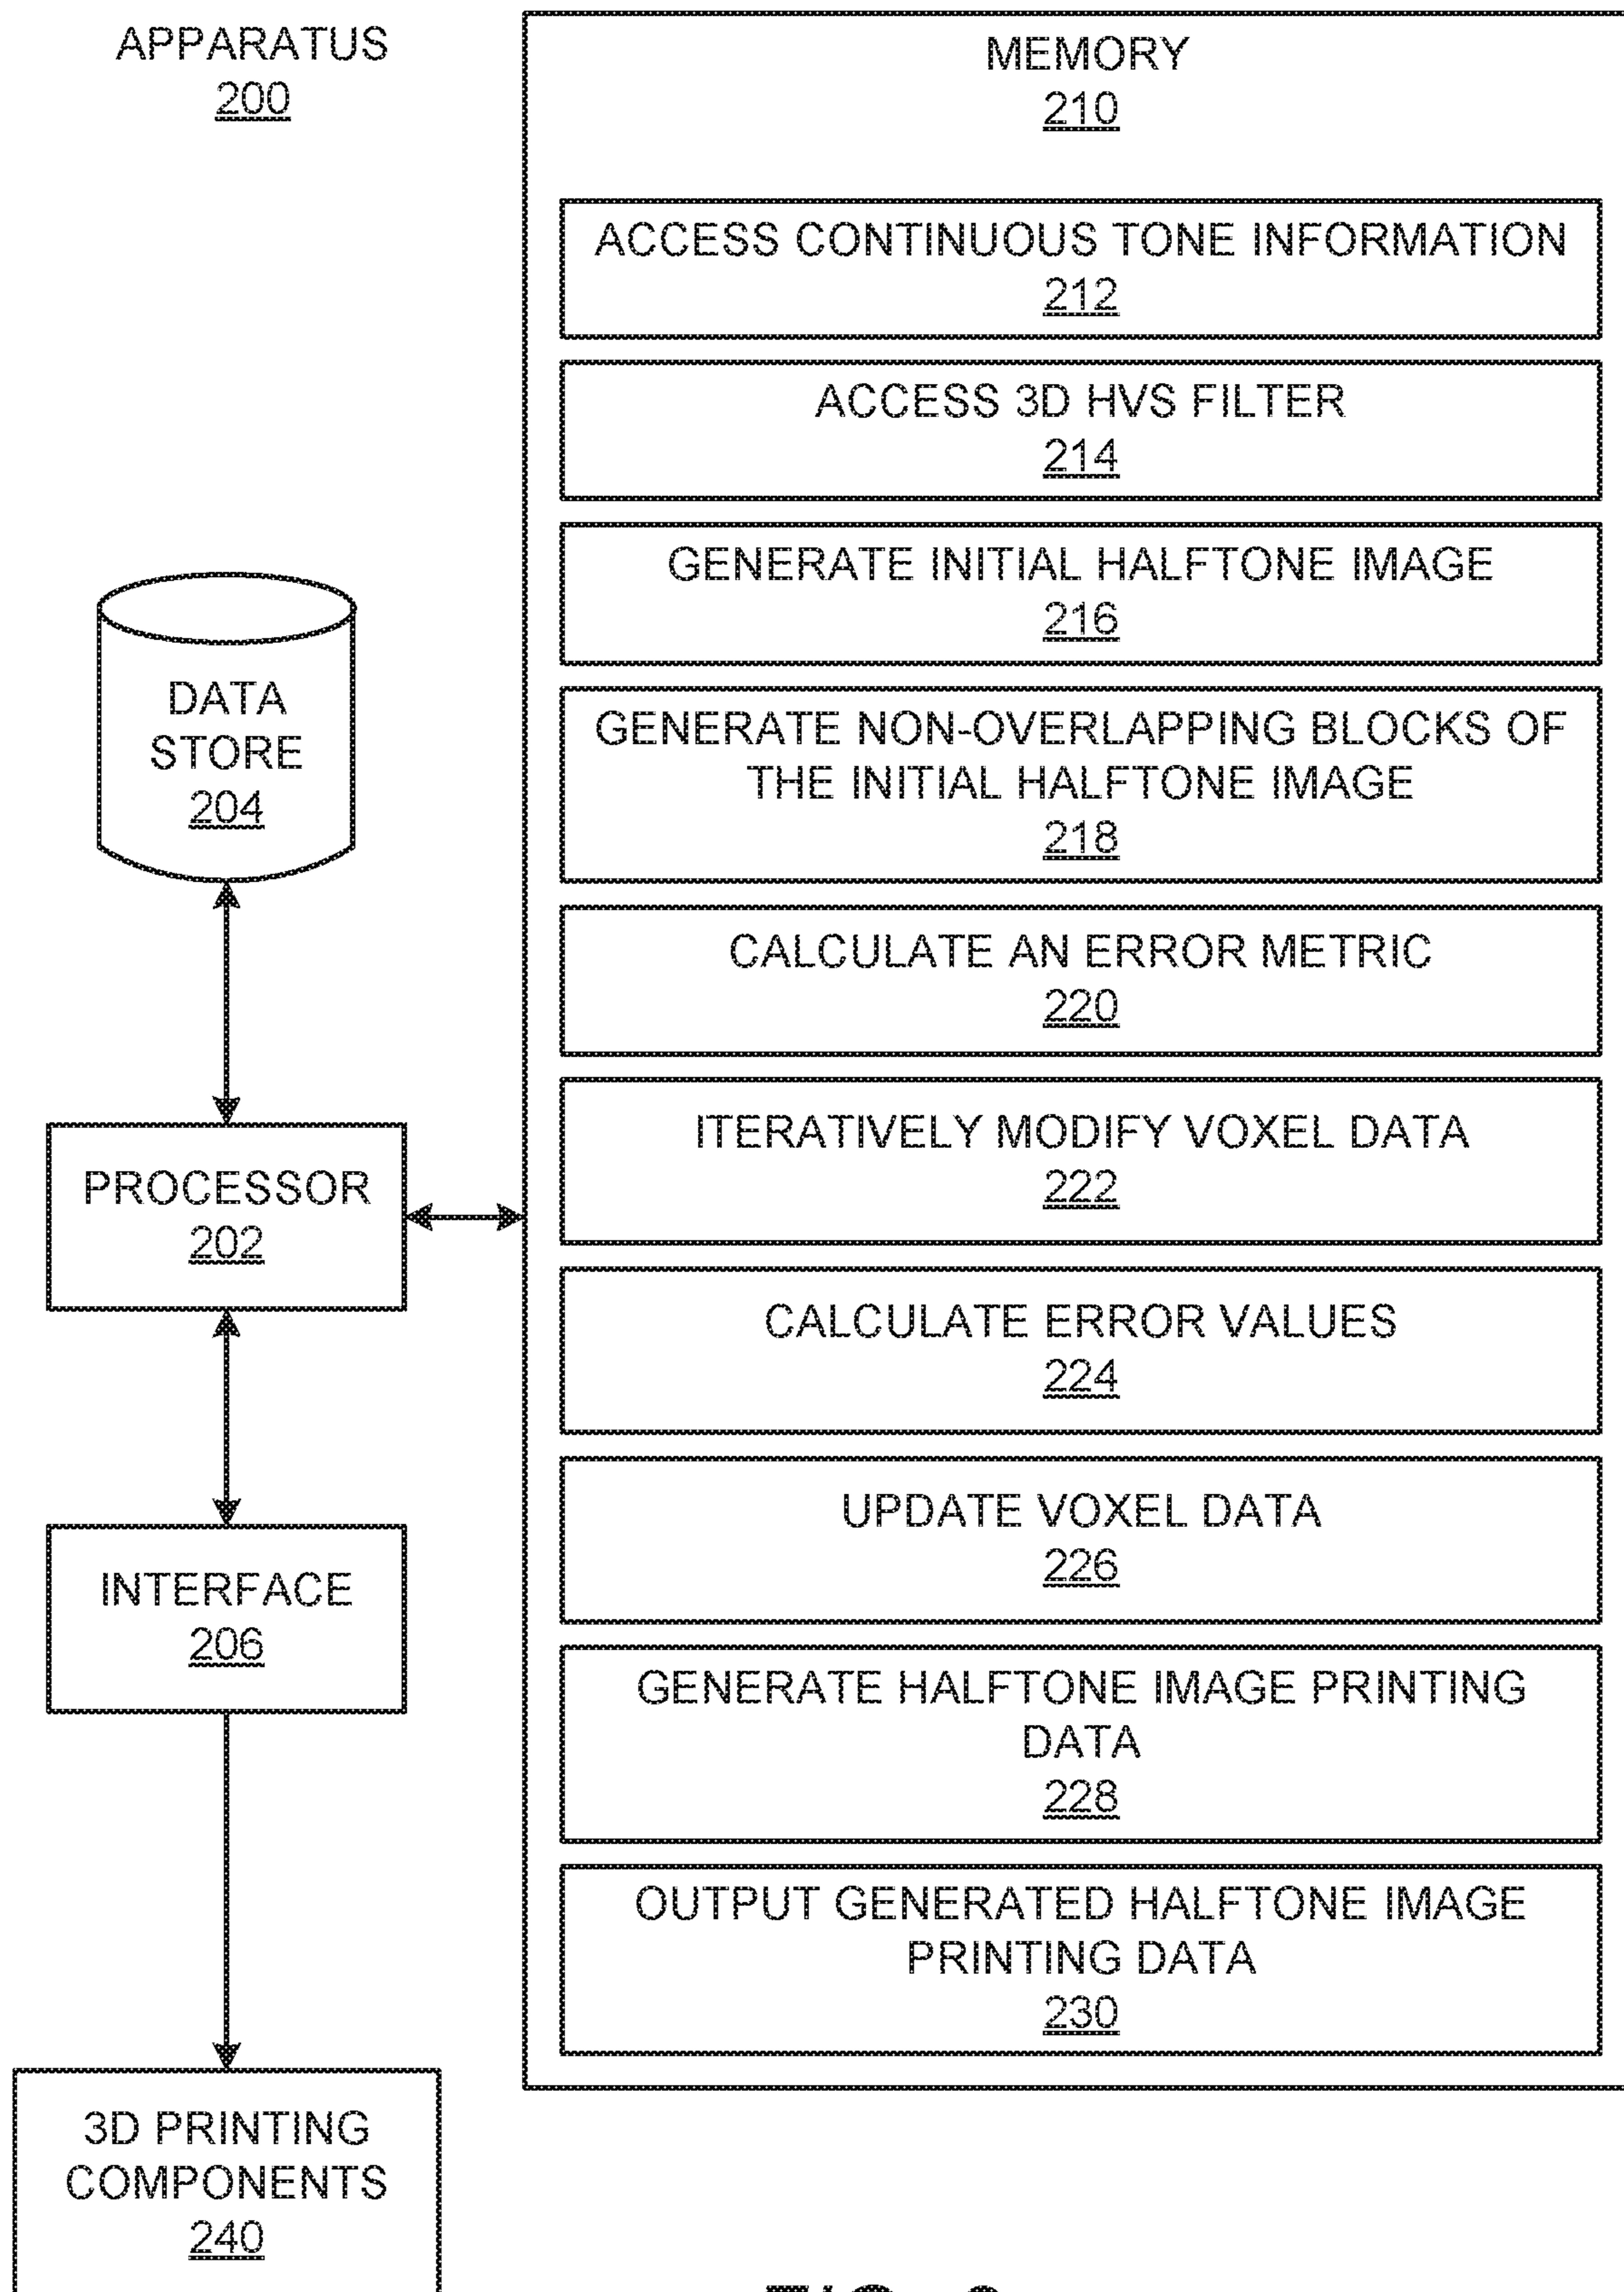 APPARATUS
200
MEMORY
210
ACCESS CONTINUOUS TONE INFORMATION
212
ACCESS 3D HVS FILTER
214
GENERATE INITIAL HALFTONE IMAGE
216
GENERATE NON-OVERLAPPING BLOCKS OF
THE INITIAL HALFTONE IMAGE
218
CALCULATE AN ERROR METRIC
220
ITERATIVELY MODIFY VOXEL DATA
222
CALCULATE ERROR VALUES
224
UPDATE VOXEL DATA
226
GENERATE HALFTONE IMAGE PRINTING
DATA
228
OUTPUT GENERATED HALFTONE IMAGE
PRINTING DATA
230
DATA
STORE
204
PROCESSOR
202
INTERFACE
206
3D PRINTING
COMPONENTS
240